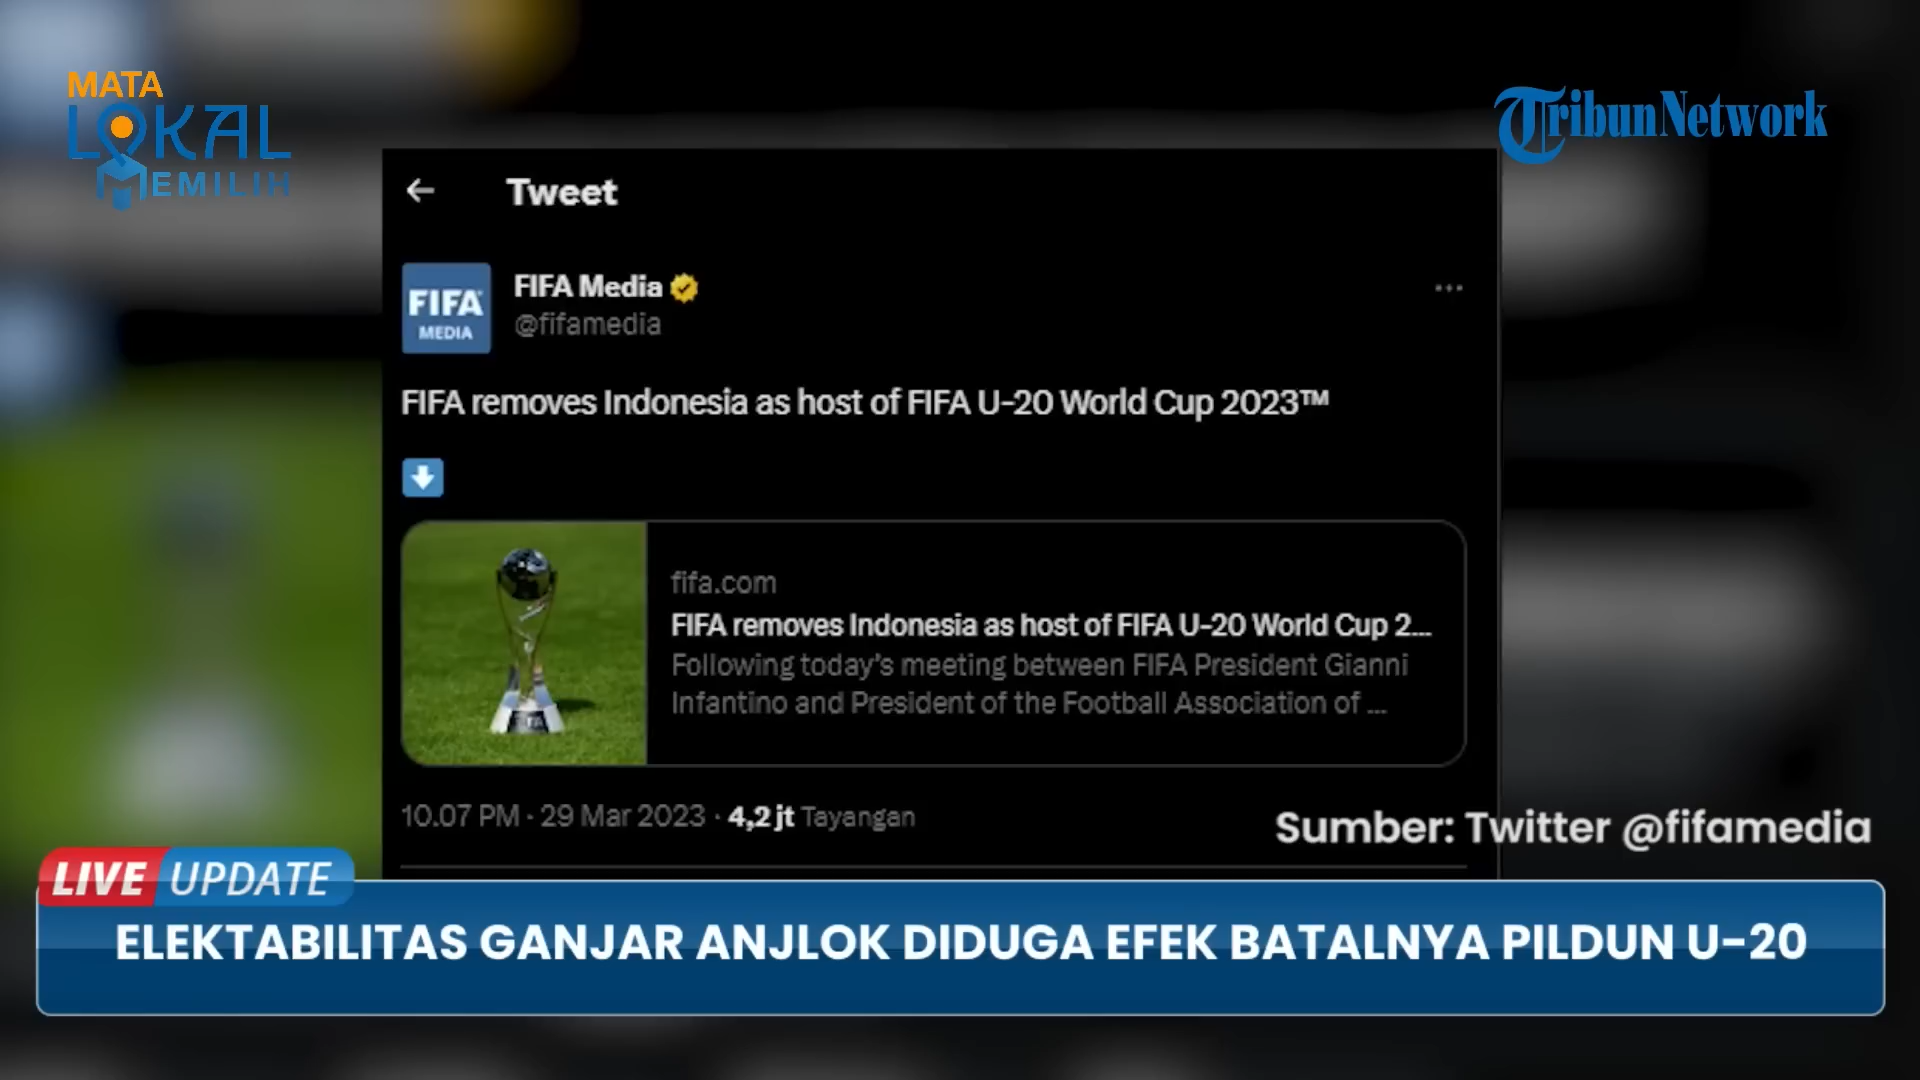 MATA
LOKAL
MEMILIH
TribunNetwork
Tweet
FIFA Media
@fifamedia
FIFA
MEDIA
FIFA removes Indonesia as host of FIFA U-20 World Cup 2023™
fifa.com
FIFA removes Indonesia as host of FIFA U-20 World Cup 2...
Following today's meeting between FIFA President Gianni
Infantino and President of the Football Association of ...
10.07 PM · 29 Mar 2023 · 4,2 jt Tayangan
Sumber: Twitter @fifamedia
LIVE UPDATE
ELEKTABILITAS GANJAR ANJLOK DIDUGA EFEK BATALNYA PILDUN U-20